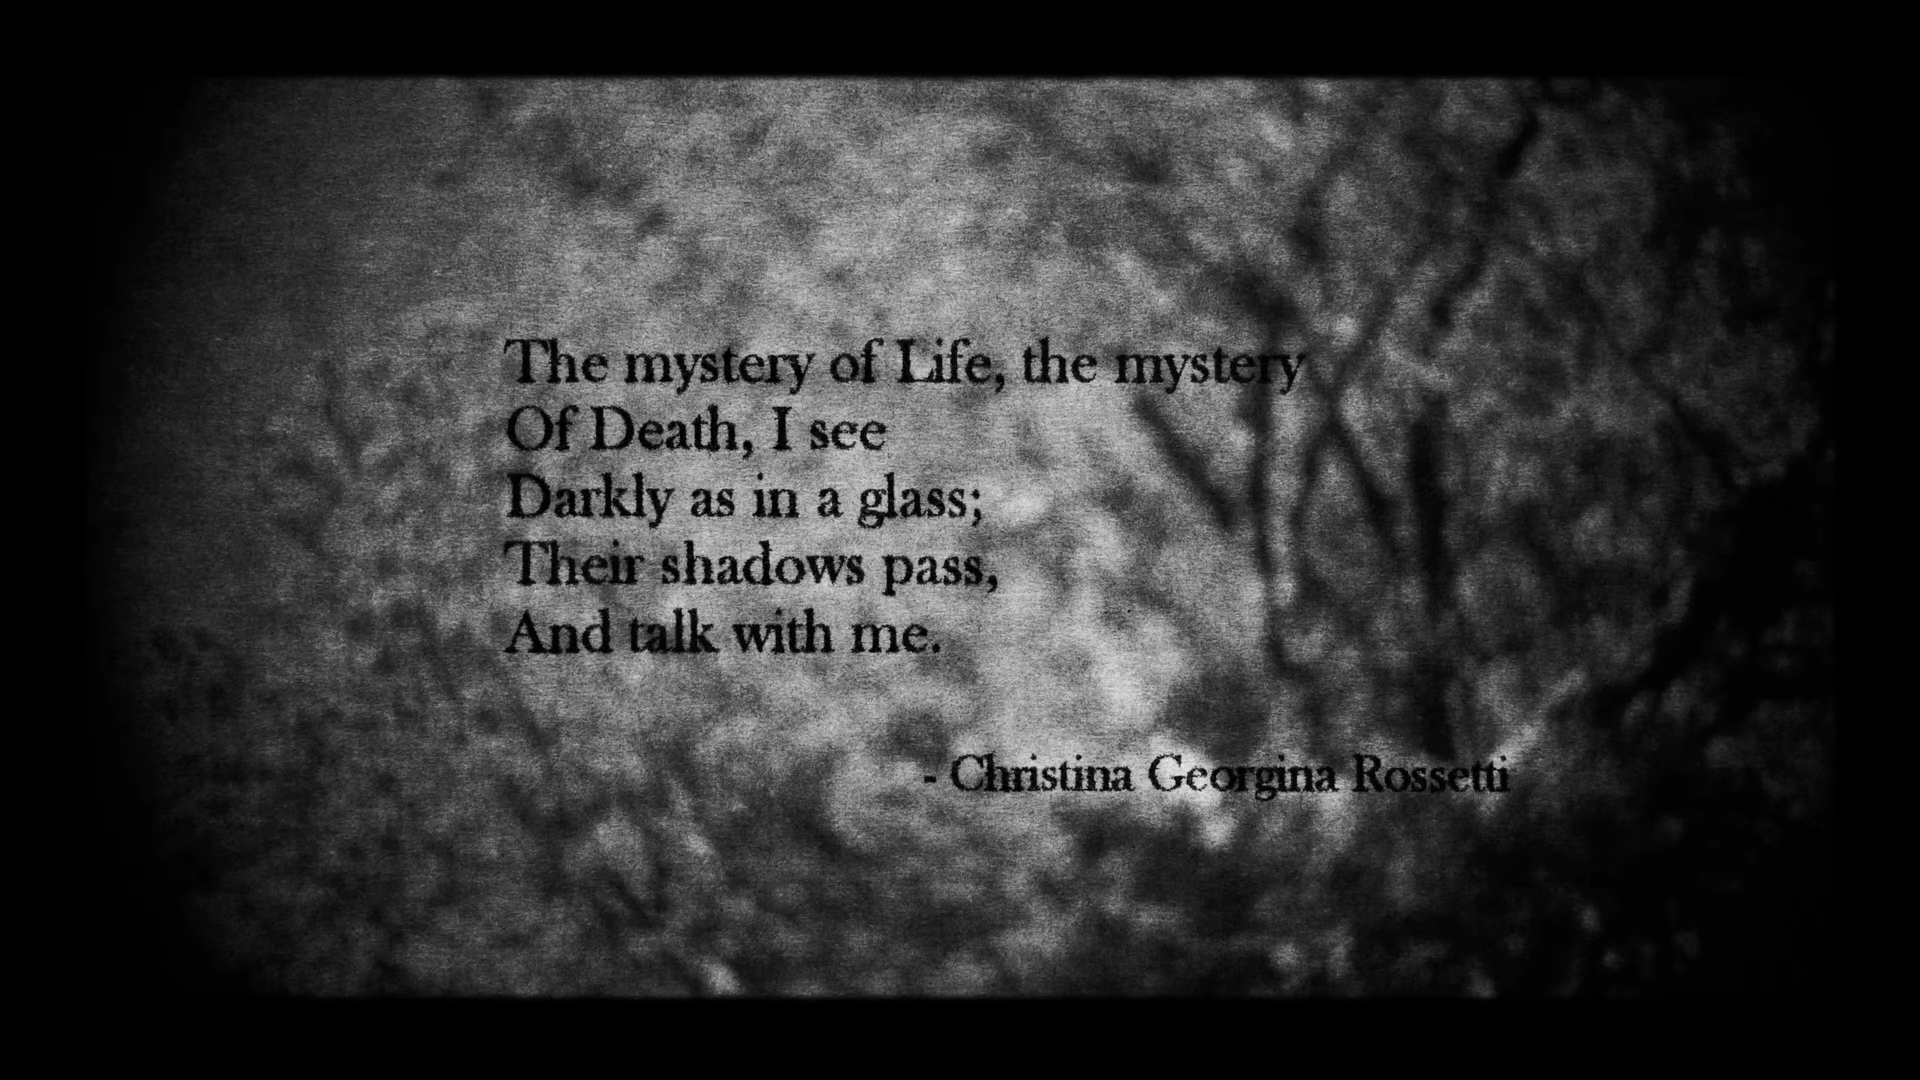 The mystery of Life, the mystery
Of Death, I see
Darkly as in a glass;
Their shadows pass,
And talk with me.
- Christina Georgina Rossetti